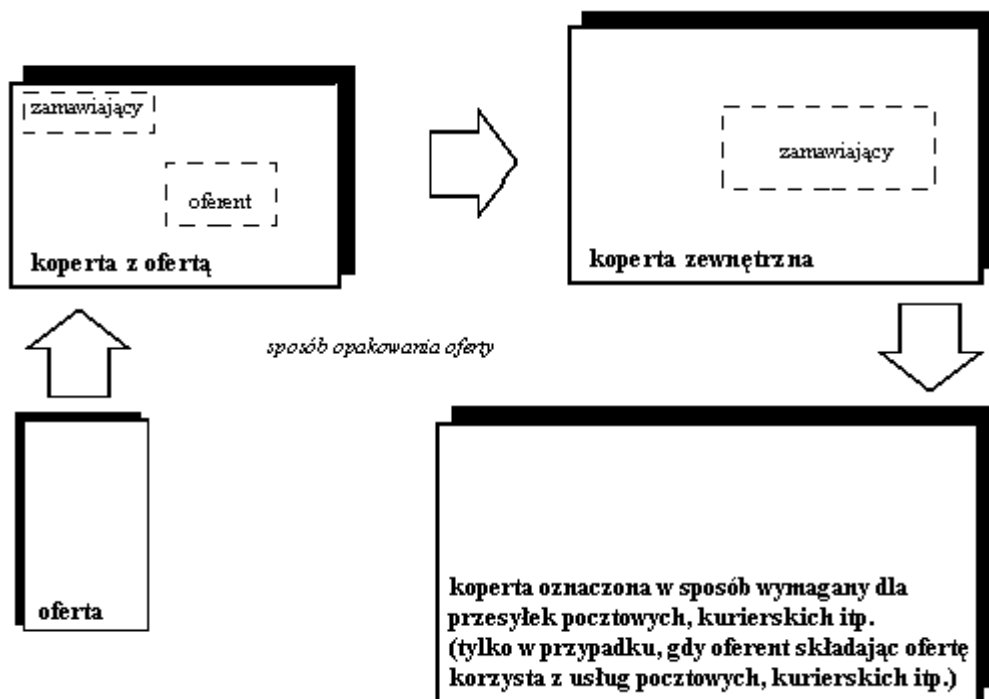 zamawiający
oferent
koperta z ofertą
zamawiający
koperta zewnętrzna
sposób opakowania oferty
oferta
koperta oznaczona w sposób wymagany dla
przesyłek pocztowych, kurierskich itp.
(tylko w przypadku, gdy oferent składając ofertę
korzysta z usług pocztowych, kurierskich itp.)